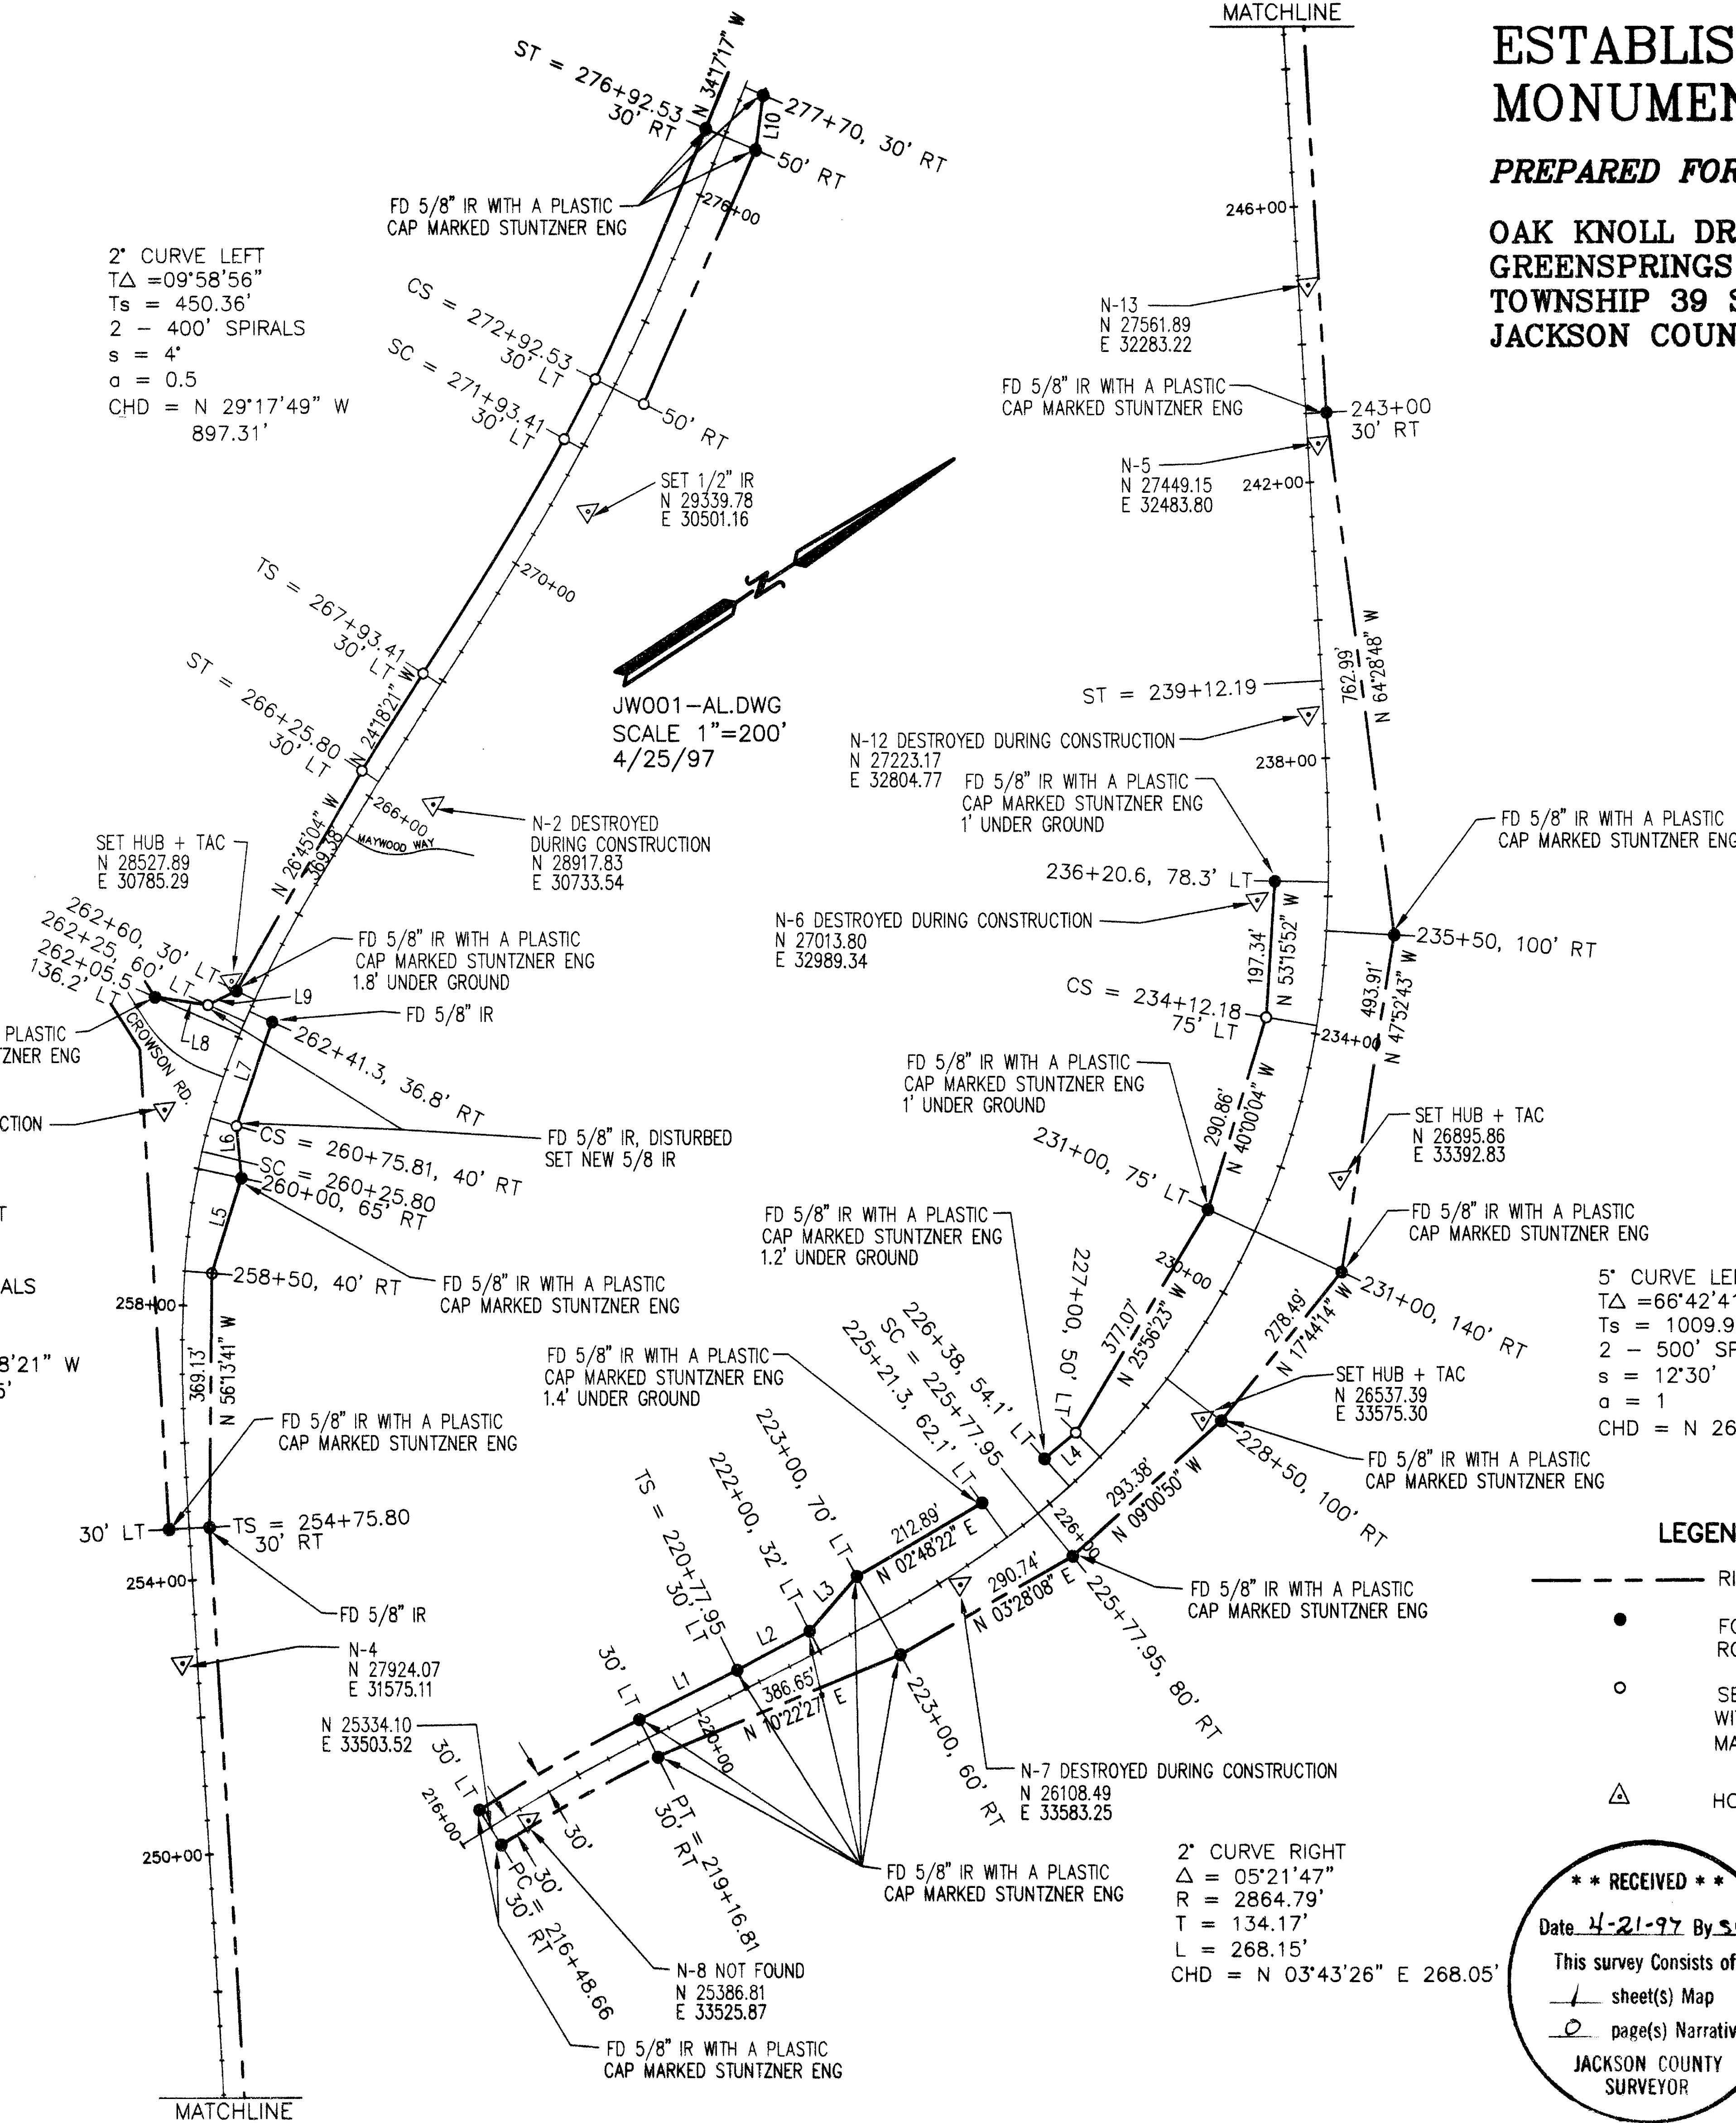 MATCHLINE
ESTABLIS
MONUMEN
PREPARED FOR
OAK KNOLL DR
GREENSPRINGS
TOWNSHIP 39 S
JACKSON COUN
ST = 276+92.53
30' RT
N 34°17'17" W
L10
277+70, 30' RT
50' RT
276+00
FD 5/8" IR WITH A PLASTIC
CAP MARKED STUNTZNER ENG
2° CURVE LEFT
T∆ =09°58'56"
Ts = 450.36'
2 - 400' SPIRALS
s = 4°
a = 0.5
CHD = N 29°17'49" W
897.31'
CS = 272+92.53
30' LT
SC = 271+93.41
30' LT
50' RT
SET 1/2" IR
N 29339.78
E 30501.16
270+00
TS = 267+93.41
30' LT
ST = 266+25.80
30' LT
N 24°18'21" W
N
JW001-AL.DWG
SCALE 1"=200'
4/25/97
266+00
MAYWOOD WAY
N-2 DESTROYED
DURING CONSTRUCTION
N 28917.83
E 30733.54
N 26°45'04" W
369.38'
SET HUB + TAC
N 28527.89
E 30785.29
262+60, 30' LT
262+25, 60' LT
262+05.5
136.2' LT
FD 5/8" IR WITH A PLASTIC
CAP MARKED STUNTZNER ENG
1.8' UNDER GROUND
L9
FD 5/8" IR
PLASTIC
TZNER ENG
L8
CROWSON RD.
L7
262+41.3, 36.8' RT
CTION
L6
CS = 260+75.81, 40' RT
SC = 260+25.80
260+00, 65' RT
FD 5/8" IR, DISTURBED
SET NEW 5/8 IR
L5
T
ALS
8'21" W
5'
258+50, 40' RT
258+00
FD 5/8" IR WITH A PLASTIC
CAP MARKED STUNTZNER ENG
369.13'
N 56°13'41" W
FD 5/8" IR WITH A PLASTIC
CAP MARKED STUNTZNER ENG
30' LT
TS = 254+75.80
30' RT
254+00
FD 5/8" IR
N-4
N 27924.07
E 31575.11
250+00
MATCHLINE
246+00
N-13
N 27561.89
E 32283.22
FD 5/8" IR WITH A PLASTIC
CAP MARKED STUNTZNER ENG
243+00
30' RT
N-5
N 27449.15
E 32483.80
242+00
762.99'
N 64°28'48" W
ST = 239+12.19
N-12 DESTROYED DURING CONSTRUCTION
N 27223.17
E 32804.77
238+00
FD 5/8" IR WITH A PLASTIC
CAP MARKED STUNTZNER ENG
1' UNDER GROUND
FD 5/8" IR WITH A PLASTIC
CAP MARKED STUNTZNER ENG
236+20.6, 78.3' LT
N-6 DESTROYED DURING CONSTRUCTION
N 27013.80
E 32989.34
235+50, 100' RT
197.34'
N 53°15'52" W
493.91'
N 47°52'43" W
CS = 234+12.18
75' LT
234+00
FD 5/8" IR WITH A PLASTIC
CAP MARKED STUNTZNER ENG
1' UNDER GROUND
290.86'
N 40°00'04" W
SET HUB + TAC
N 26895.86
E 33392.83
231+00, 75' LT
FD 5/8" IR WITH A PLASTIC
CAP MARKED STUNTZNER ENG
FD 5/8" IR WITH A PLASTIC
CAP MARKED STUNTZNER ENG
1.2' UNDER GROUND
230+00
231+00, 140' RT
5° CURVE LE
T∆ =66°42'41
Ts = 1009.9
2 - 500' SP
s = 12°30'
a = 1
CHD = N 26
227+00, 50' LT
377.07'
N 25°56'23" W
278.49'
N 17°44'14" W
226+38, 54.1' LT
SC = 225+77.95
225+21.3, 62.1' LT
FD 5/8" IR WITH A PLASTIC
CAP MARKED STUNTZNER ENG
1.4' UNDER GROUND
SET HUB + TAC
N 26537.39
E 33575.30
L4
228+50, 100' RT
FD 5/8" IR WITH A PLASTIC
CAP MARKED STUNTZNER ENG
223+00, 70' LT
222+00, 32' LT
TS = 220+77.95
30' LT
212.89'
N 02°48'22" E
226+00
293.38'
N 09°00'50" W
LEGEN
RI
FO
RO
SE
WI
MA
HO
L3
290.74'
N 03°28'08" E
225+77.95, 80' RT
FD 5/8" IR WITH A PLASTIC
CAP MARKED STUNTZNER ENG
L2
L1
30' LT
386.65'
N 10°22'27" E
220+00
223+00, 60' RT
N-7 DESTROYED DURING CONSTRUCTION
N 26108.49
E 33583.25
N 25334.10
E 33503.52
30' LT
216+00
30'
30'
PT = 219+16.81
30' RT
PC = 216+48.66
30' RT
FD 5/8" IR WITH A PLASTIC
CAP MARKED STUNTZNER ENG
N-8 NOT FOUND
N 25386.81
E 33525.87
FD 5/8" IR WITH A PLASTIC
CAP MARKED STUNTZNER ENG
2° CURVE RIGHT
∆ = 05°21'47"
R = 2864.79'
T = 134.17'
L = 268.15'
CHD = N 03°43'26" E 268.05'
* * RECEIVED * *
Date 4-21-97 By
This survey Consists of
1 sheet(s) Map
0 page(s) Narrativ
JACKSON COUNTY
SURVEYOR